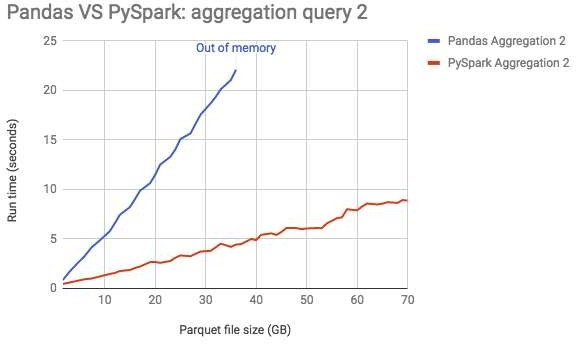 Pandas VS PySpark: aggregation query 2
25
20
15
10
5
0
Run time (seconds)
Out of memory
10 20 30 40 50 60 70
Parquet file size (GB)
Pandas Aggregation 2
PySpark Aggregation 2